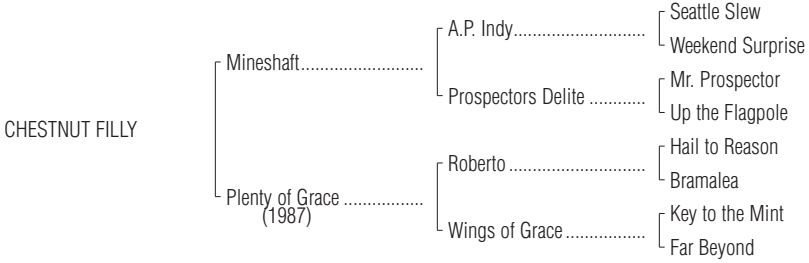 Seattle Slew
A.P. Indy..............................
Weekend Surprise
Mineshaft............................
Mr. Prospector
Prospectors Delite .............
Up the Flagpole
CHESTNUT FILLY
Hail to Reason
Roberto ...............................
Bramalea
Plenty of Grace ..................
(1987)
Key to the Mint
Wings of Grace..................
Far Beyond